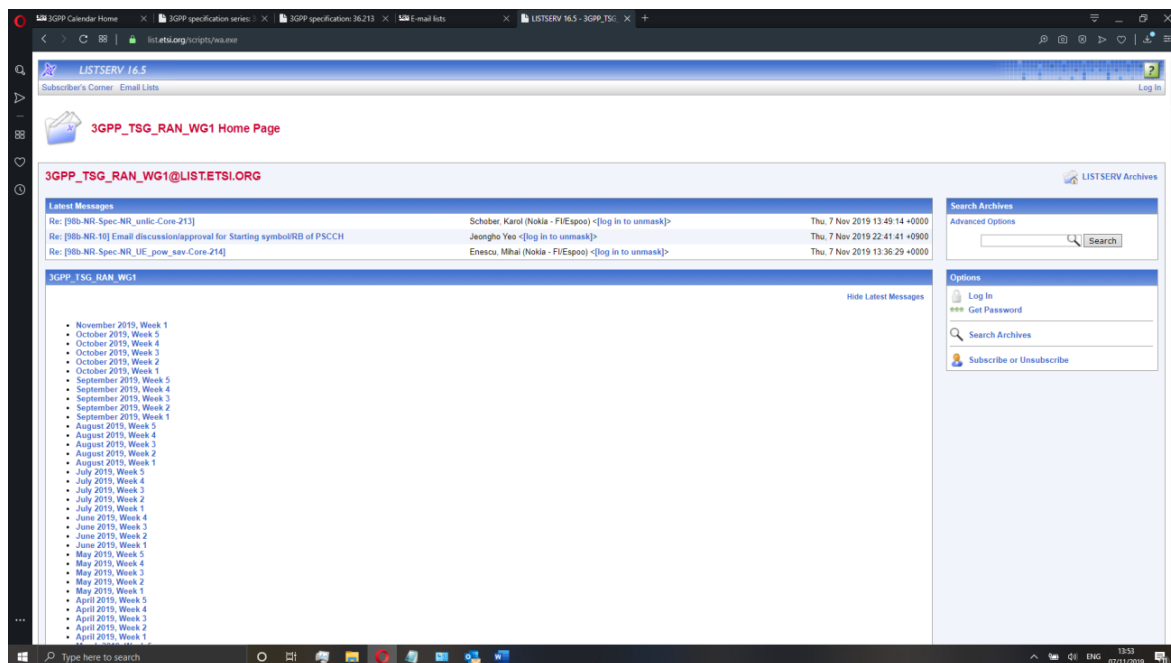 3GPP Calendar Home
3GPP specification series: 3
3GPP specification: 36.213
E-mail lists
LISTSERV 16.5 - 3GPP_TSG_
list.etsi.org/scripts/wa.exe
LISTSERV 16.5
Subscriber's Corner Email Lists
Log In
3GPP_TSG_RAN_WG1 Home Page
3GPP_TSG_RAN_WG1@LIST.ETSI.ORG
LISTSERV Archives
Latest Messages
Re: [98b-NR-Spec-NR_unlic-Core-213] Schober, Karol (Nokia - FI/Espoo) <[log in to unmask]> Thu, 7 Nov 2019 13:49:14 +0000
Re: [98b-NR-10] Email discussion/approval for Starting symbol/RB of PSCCH Jeongho Yeo <[log in to unmask]> Thu, 7 Nov 2019 22:41:41 +0900
Re: [98b-NR-Spec-NR_UE_pow_sav-Core-214] Enescu, Mihai (Nokia - FI/Espoo) <[log in to unmask]> Thu, 7 Nov 2019 13:36:29 +0000
Search Archives
Advanced Options
Search
3GPP_TSG_RAN_WG1
Hide Latest Messages
November 2019, Week 1
October 2019, Week 5
October 2019, Week 4
October 2019, Week 3
October 2019, Week 2
October 2019, Week 1
September 2019, Week 5
September 2019, Week 4
September 2019, Week 3
September 2019, Week 2
September 2019, Week 1
August 2019, Week 5
August 2019, Week 4
August 2019, Week 3
August 2019, Week 2
August 2019, Week 1
July 2019, Week 5
July 2019, Week 4
July 2019, Week 3
July 2019, Week 2
July 2019, Week 1
June 2019, Week 4
June 2019, Week 3
June 2019, Week 2
June 2019, Week 1
May 2019, Week 5
May 2019, Week 4
May 2019, Week 3
May 2019, Week 2
May 2019, Week 1
April 2019, Week 5
April 2019, Week 4
April 2019, Week 3
April 2019, Week 2
April 2019, Week 1
Options
Log In
Get Password
Search Archives
Subscribe or Unsubscribe
Type here to search
ENG
13:53
07/11/2019